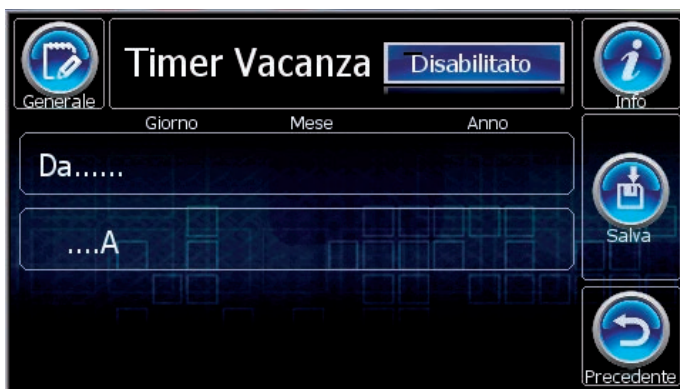 Timer Vacanza
Disabilitato
Generale
Info
Giorno Mese Anno
Da......
....A
Salva
Precedente